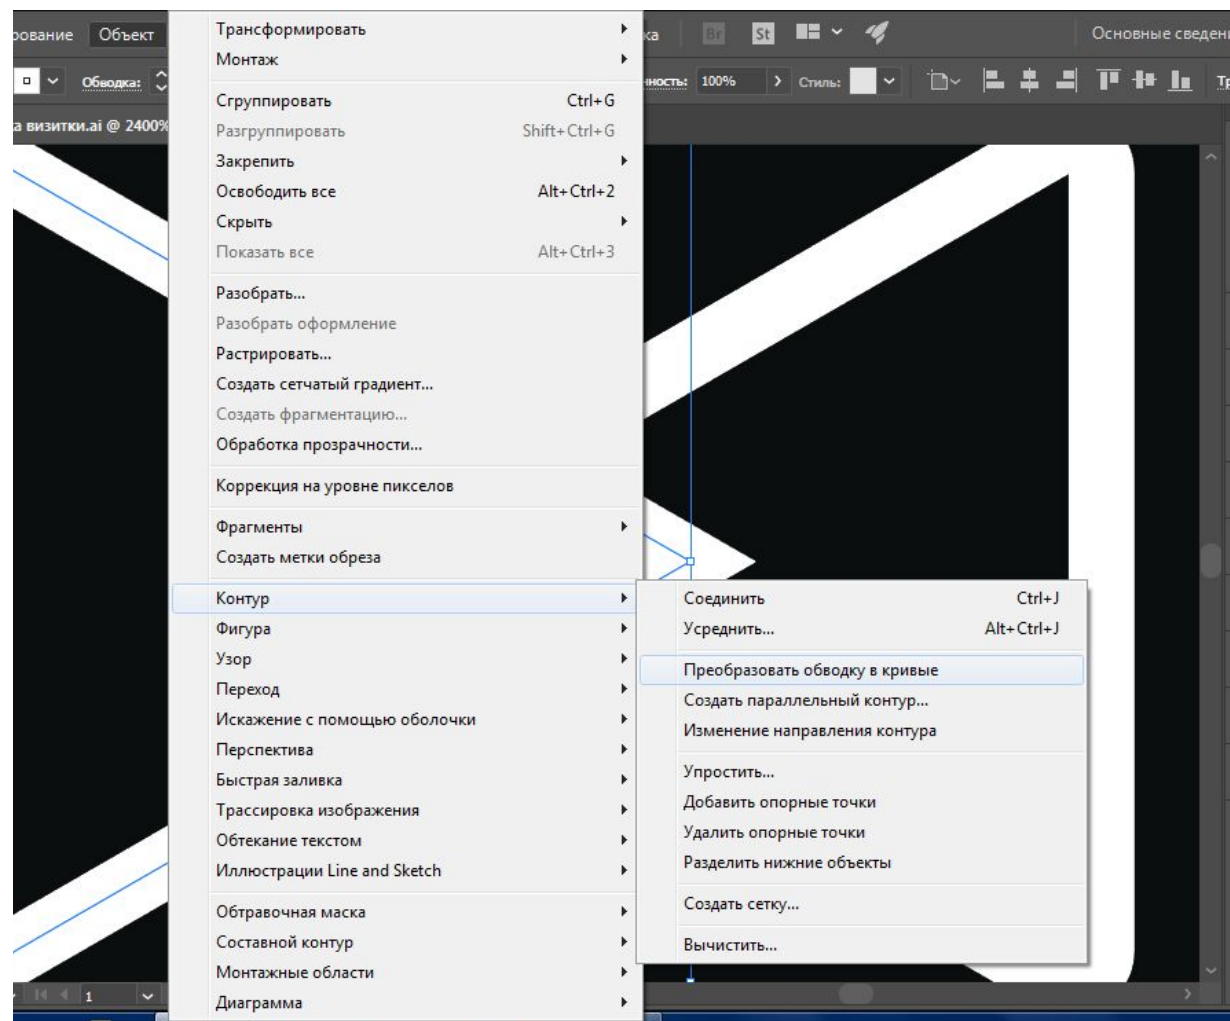 рование Объект ка Br St Основные сведен
Обводка: нность: 100% Стиль: Тр
а визитки.ai @ 2400%
Трансформировать
Монтаж
Сгруппировать Ctrl+G
Разгруппировать Shift+Ctrl+G
Закрепить
Освободить все Alt+Ctrl+2
Скрыть
Показать все Alt+Ctrl+3
Разобрать...
Разобрать оформление
Растрировать...
Создать сетчатый градиент...
Создать фрагментацию...
Обработка прозрачности...
Коррекция на уровне пикселов
Фрагменты
Создать метки обреза
Контур
Фигура
Узор
Переход
Искажение с помощью оболочки
Перспектива
Быстрая заливка
Трассировка изображения
Обтекание текстом
Иллюстрации Line and Sketch
Обтравочная маска
Составной контур
Монтажные области
Диаграмма
Соединить Ctrl+J
Усреднить... Alt+Ctrl+J
Преобразовать обводку в кривые
Создать параллельный контур...
Изменение направления контура
Упростить...
Добавить опорные точки
Удалить опорные точки
Разделить нижние объекты
Создать сетку...
Вычистить...
1